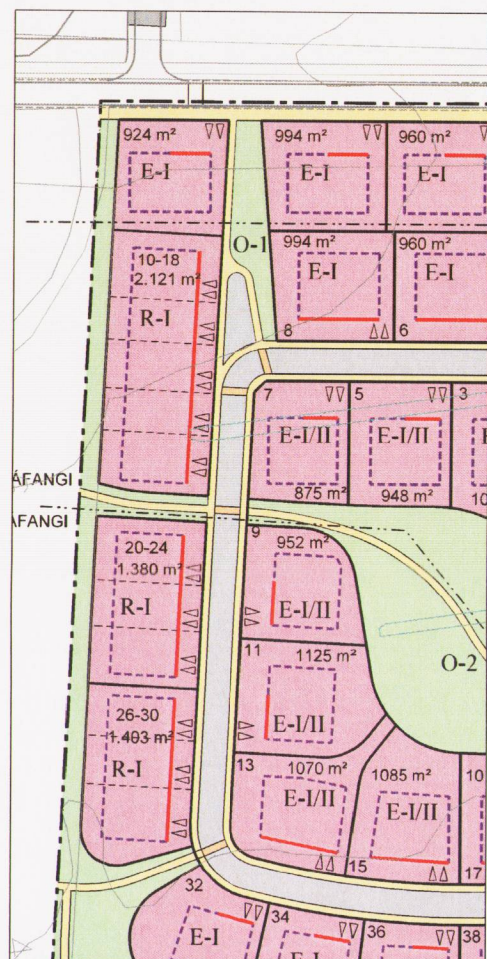 924 m²
E-I
994 m²
E-I
960 m²
E-I
O-1
10-18
2.121 m²
R-I
994 m²
E-I
8
960 m²
E-I
6
7
E-I/II
875 m²
5
E-I/II
948 m²
3
10
ÁFANGI
ÁFANGI
20-24
1.380 m²
R-I
9
952 m²
E-I/II
11
1125 m²
E-I/II
O-2
26-30
1.403 m²
R-I
13
1070 m²
E-I/II
1085 m²
E-I/II
15
10
17
32
E-I
34
E-I
36
38